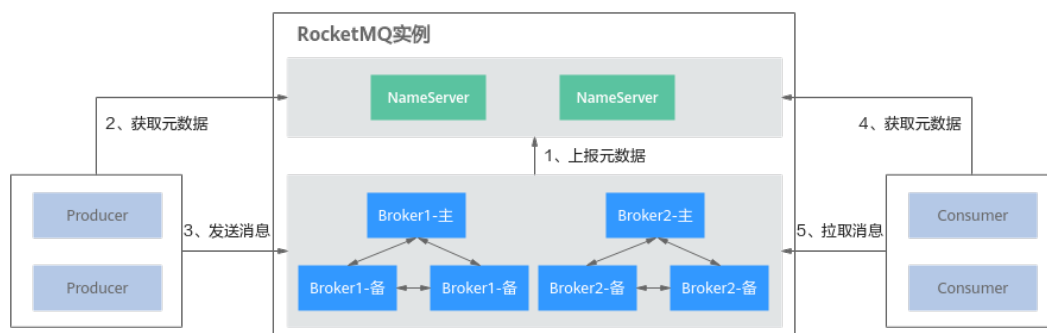 RocketMQ实例
NameServer
NameServer
2、获取元数据
4、获取元数据
1、上报元数据
Producer
Broker1-主
Broker2-主
Consumer
3、发送消息
5、拉取消息
Producer
Broker1-备
Broker1-备
Broker2-备
Broker2-备
Consumer